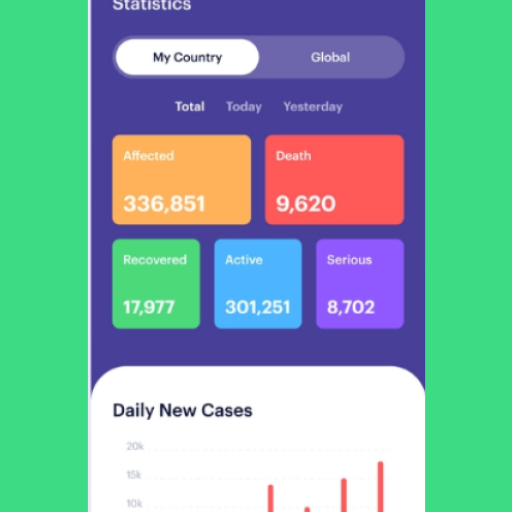 Statistics
My Country Global
Total Today Yesterday
Affected Death
336,851 9,620
Recovered Active Serious
17,977 301,251 8,702
Daily New Cases
20k
15k
10k